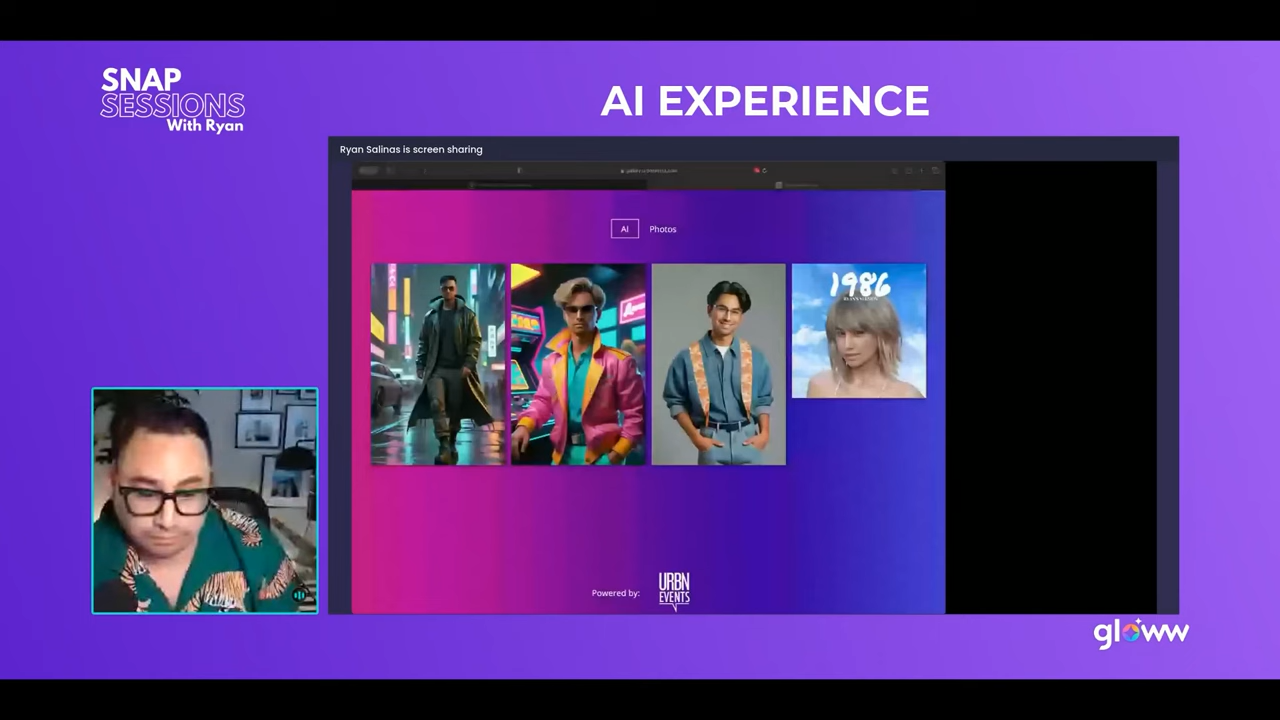 SNAP
SESSIONS
With Ryan
AI EXPERIENCE
Ryan Salinas is screen sharing
AI
Photos
1986
Powered by:
URBN
EVENTS
gloww